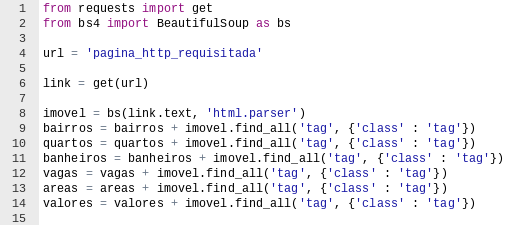 1 from requests import get
2 from bs4 import BeautifulSoup as bs
3
4 url = 'pagina_http_requisitada'
5
6 link = get(url)
7
8 imovel = bs(link.text, 'html.parser')
9 bairros = bairros + imovel.find_all('tag', {'class' : 'tag'})
10 quartos = quartos + imovel.find_all('tag', {'class' : 'tag'})
11 banheiros = banheiros + imovel.find_all('tag', {'class' : 'tag'})
12 vagas = vagas + imovel.find_all('tag', {'class' : 'tag'})
13 areas = areas + imovel.find_all('tag', {'class' : 'tag'})
14 valores = valores + imovel.find_all('tag', {'class' : 'tag'})
15